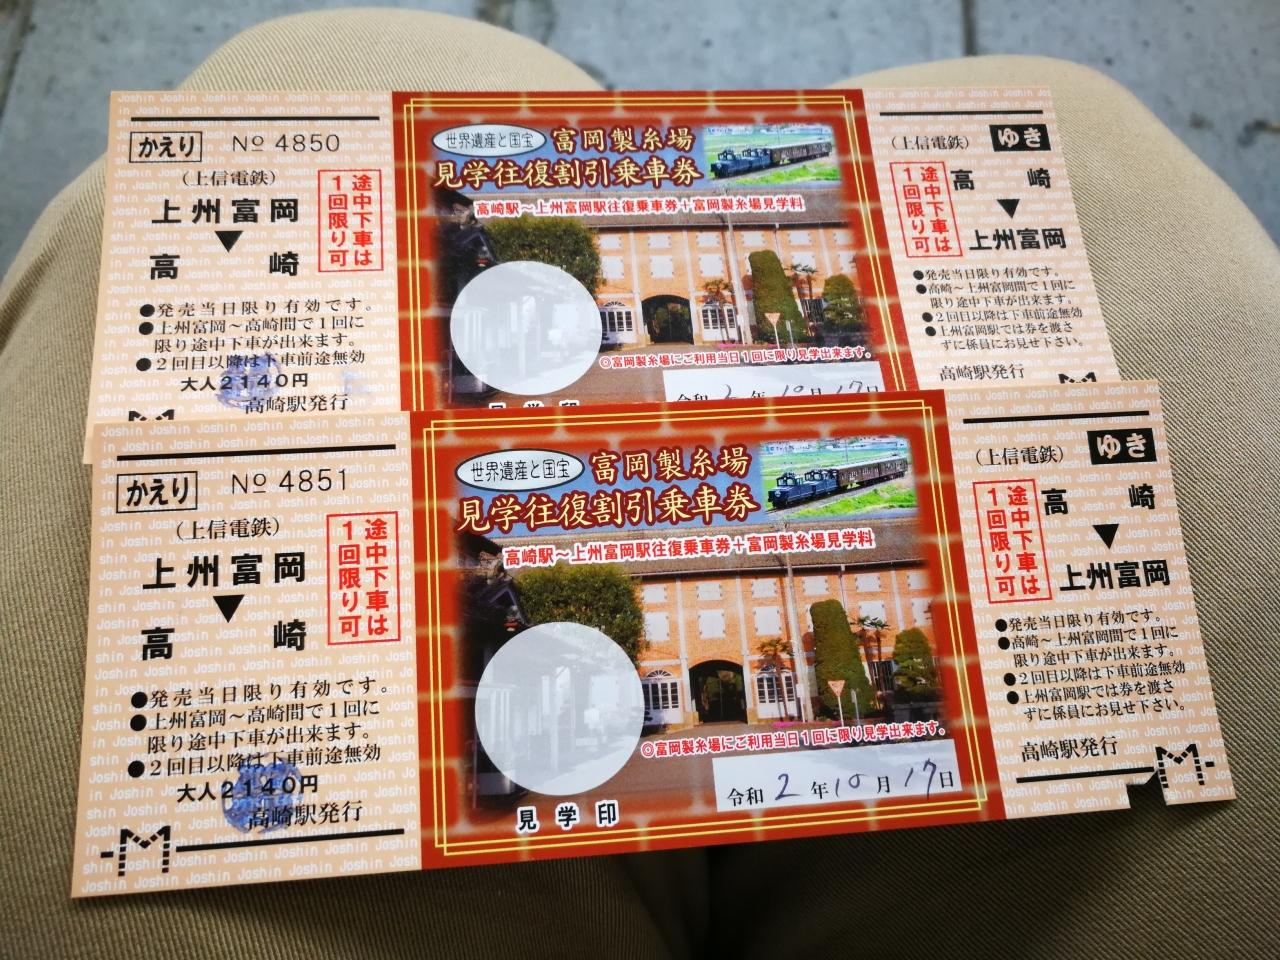 かえり
No 4850
(上信電鉄)
上州富岡
▼
高崎
途中下車は
1回限り可
●発売当日限り有効です。
●上州富岡～高崎間で1回に
限り途中下車が出来ます。
●2回目以降は下車前途無効
大人2140円
高崎駅発行
世界遺産と国宝
富岡製糸場
見学往復割引乗車券
高崎駅～上州富岡駅往復乗車券＋富岡製糸場見学料
◎富岡製糸場にご利用当日1回に限り見学出来ます。
令和2年10月17日
見学印
(上信電鉄)
ゆき
途中下車は
1回限り可
高崎
▼
上州富岡
●発売当日限り有効です。
●高崎～上州富岡間で1回に
限り途中下車が出来ます。
●2回目以降は下車前途無効
●上州富岡駅では券を渡さ
ずに係員にお見せ下さい。
高崎駅発行
かえり
No 4851
(上信電鉄)
上州富岡
▼
高崎
途中下車は
1回限り可
●発売当日限り有効です。
●上州富岡～高崎間で1回に
限り途中下車が出来ます。
●2回目以降は下車前途無効
大人2140円
高崎駅発行
世界遺産と国宝
富岡製糸場
見学往復割引乗車券
高崎駅～上州富岡駅往復乗車券＋富岡製糸場見学料
◎富岡製糸場にご利用当日1回に限り見学出来ます。
令和2年10月17日
見学印
(上信電鉄)
ゆき
途中下車は
1回限り可
高崎
▼
上州富岡
●発売当日限り有効です。
●高崎～上州富岡間で1回に
限り途中下車が出来ます。
●2回目以降は下車前途無効
●上州富岡駅では券を渡さ
ずに係員にお見せ下さい。
高崎駅発行